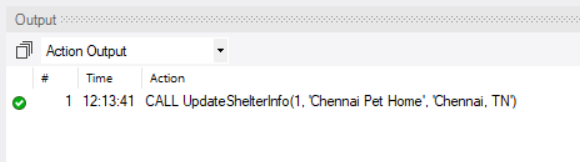 Output
Action Output
# Time Action
1 12:13:41 CALL UpdateShelterInfo(1, 'Chennai Pet Home', 'Chennai, TN')